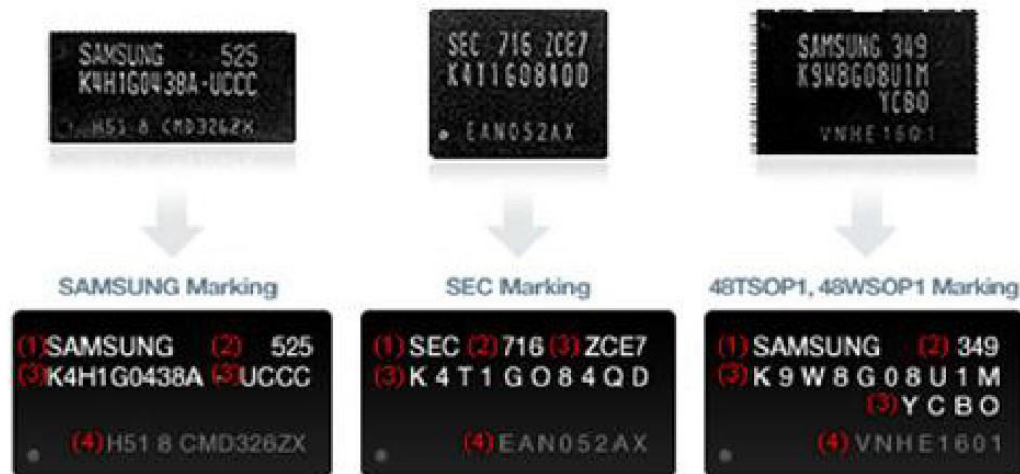 SAMSUNG 525
K4H1G0438A-UCCC
H51 8 CMD326ZX
SEC 716 ZCE7
K4T1G084QD
EAN052AX
SAMSUNG 349
K9W8G08U1M
YCB0
VNHE1601
SAMSUNG Marking
SEC Marking
48TSOP1, 48WSOP1 Marking
(1)SAMSUNG (2) 525
(3)K4H1G0438A -(3)UCCC
(4)H51 8 CMD326ZX
(1) SEC (2)716 (3) ZCE7
(3) K 4 T 1 G O 8 4 Q D
(4)EAN052AX
(1) SAMSUNG (2) 349
(3) K 9 W 8 G 0 8 U 1 M
(3) Y C B O
(4)VNHE1601